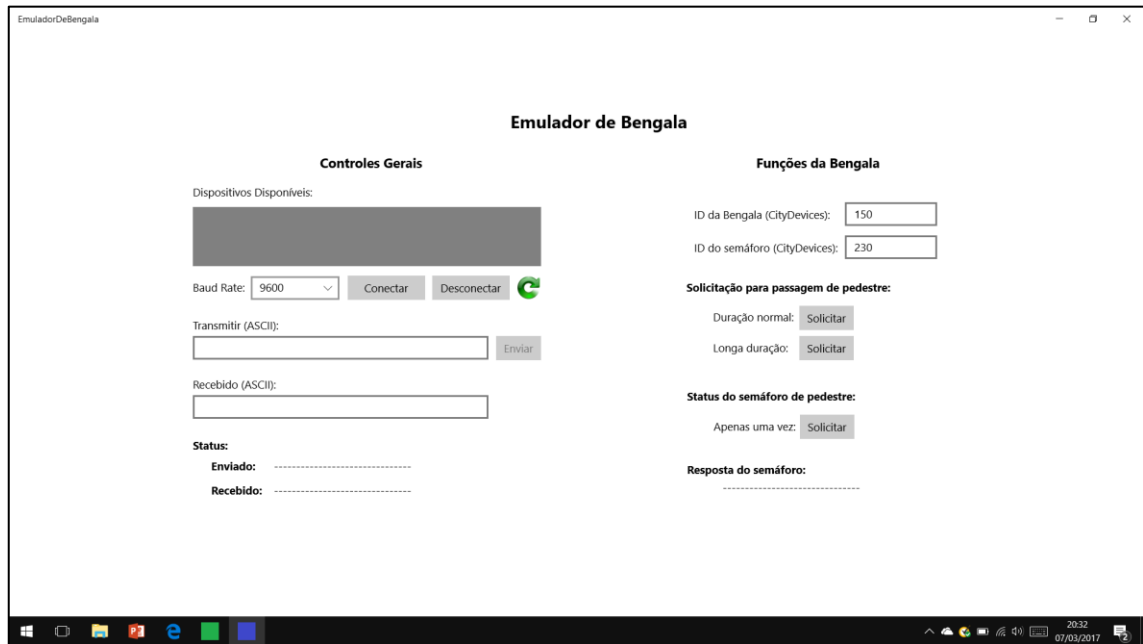 EmuladorDeBengala
Emulador de Bengala
Controles Gerais
Dispositivos Disponíveis:
Baud Rate: 9600 Conectar Desconectar
Transmitir (ASCII):
Enviar
Recebido (ASCII):
Status:
Enviado: -------------------------------
Recebido: -------------------------------
Funções da Bengala
ID da Bengala (CityDevices): 150
ID do semáforo (CityDevices): 230
Solicitação para passagem de pedestre:
Duração normal: Solicitar
Longa duração: Solicitar
Status do semáforo de pedestre:
Apenas uma vez: Solicitar
Resposta do semáforo:
-------------------------------
20:32
07/03/2017
2